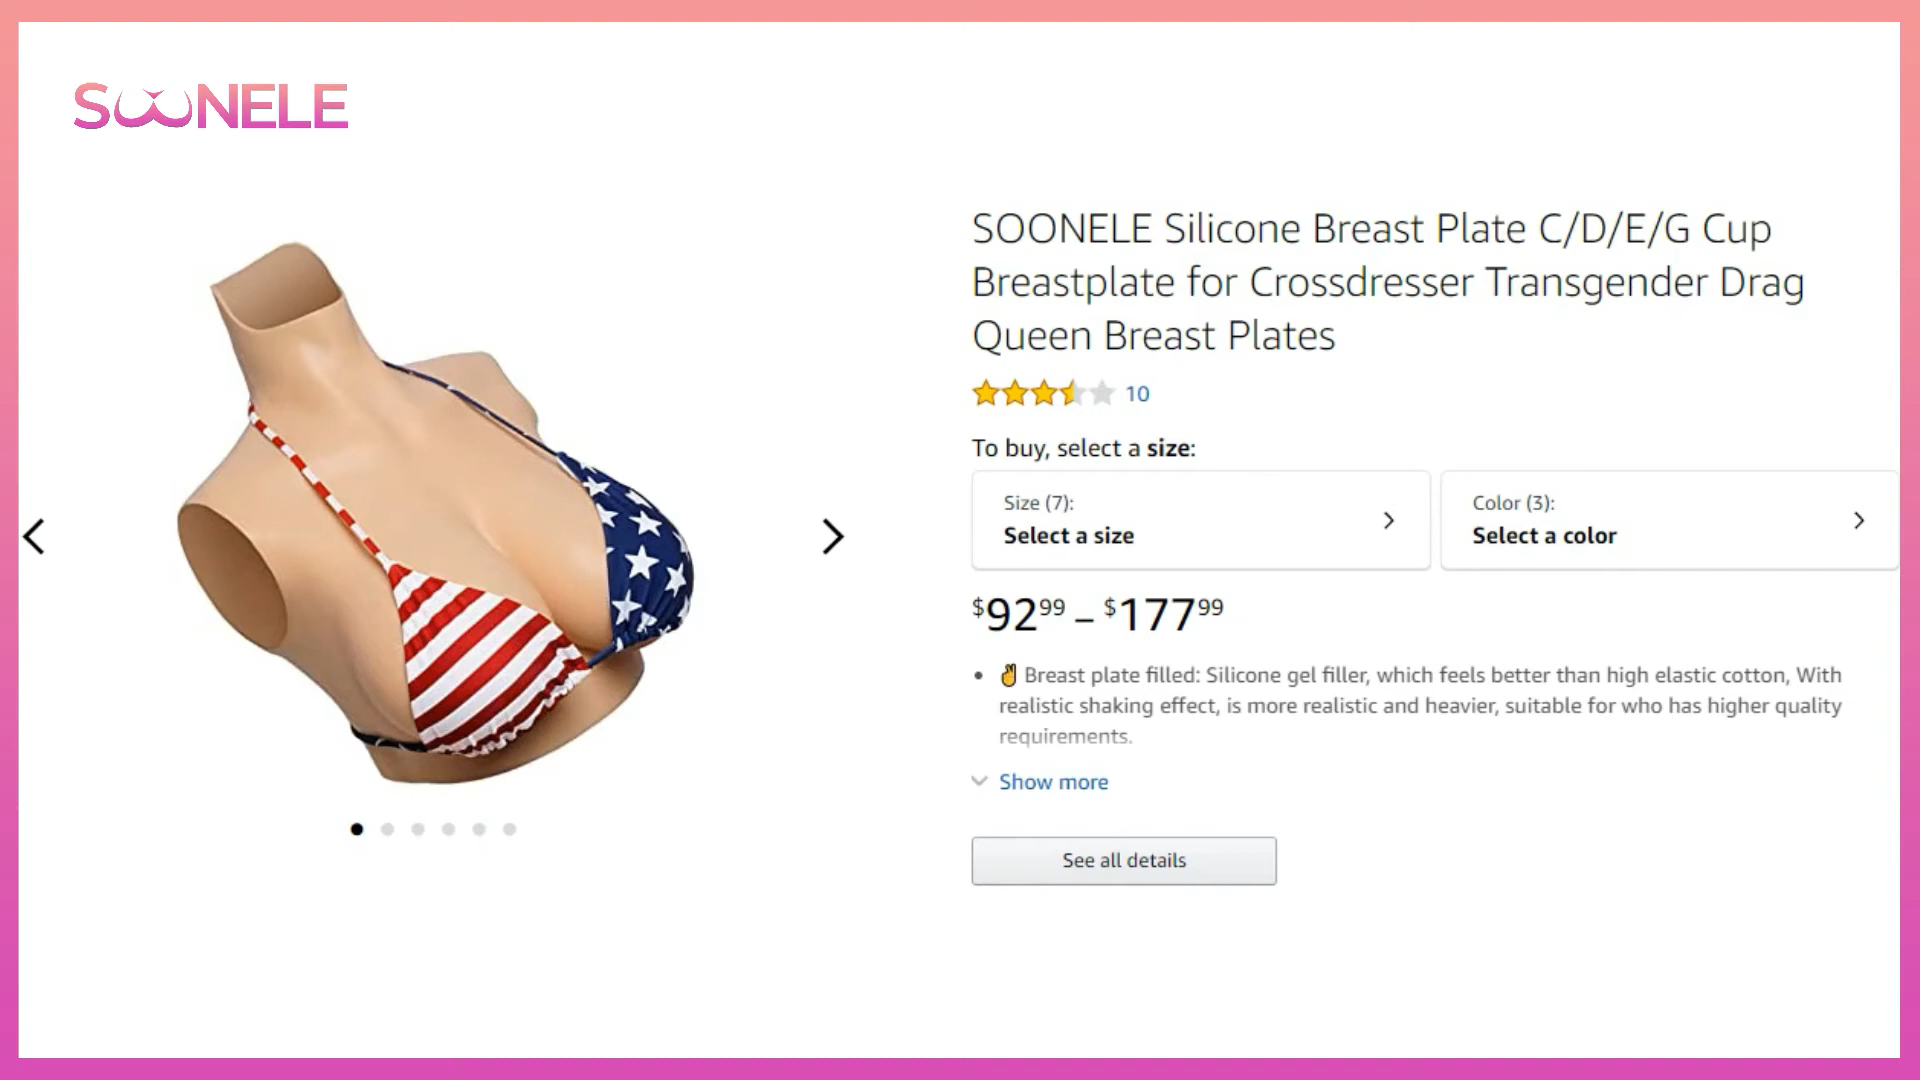 SOONELE
SOONELE Silicone Breast Plate C/D/E/G Cup
Breastplate for Crossdresser Transgender Drag
Queen Breast Plates
10
To buy, select a size:
Size (7):
Select a size
Color (3):
Select a color
$92.99 – $177.99
• ✌ Breast plate filled: Silicone gel filler, which feels better than high elastic cotton, With
realistic shaking effect, is more realistic and heavier, suitable for who has higher quality
requirements.
Show more
See all details